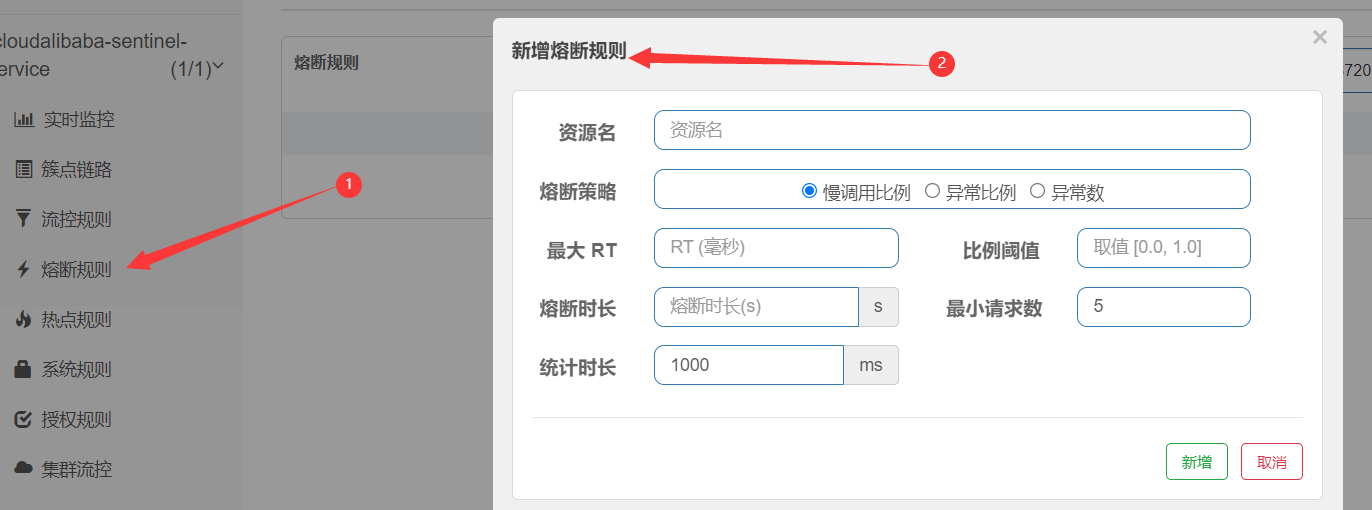 cloudalibaba-sentinel-
ervice (1/1)
实时监控
簇点链路
流控规则
熔断规则
热点规则
系统规则
授权规则
集群流控
熔断规则
1
新增熔断规则
2
×
720
资源名 资源名
熔断策略 慢调用比例 异常比例 异常数
最大 RT RT (毫秒) 比例阈值 取值 [0.0, 1.0]
熔断时长 熔断时长(s) s 最小请求数 5
统计时长 1000 ms
新增 取消